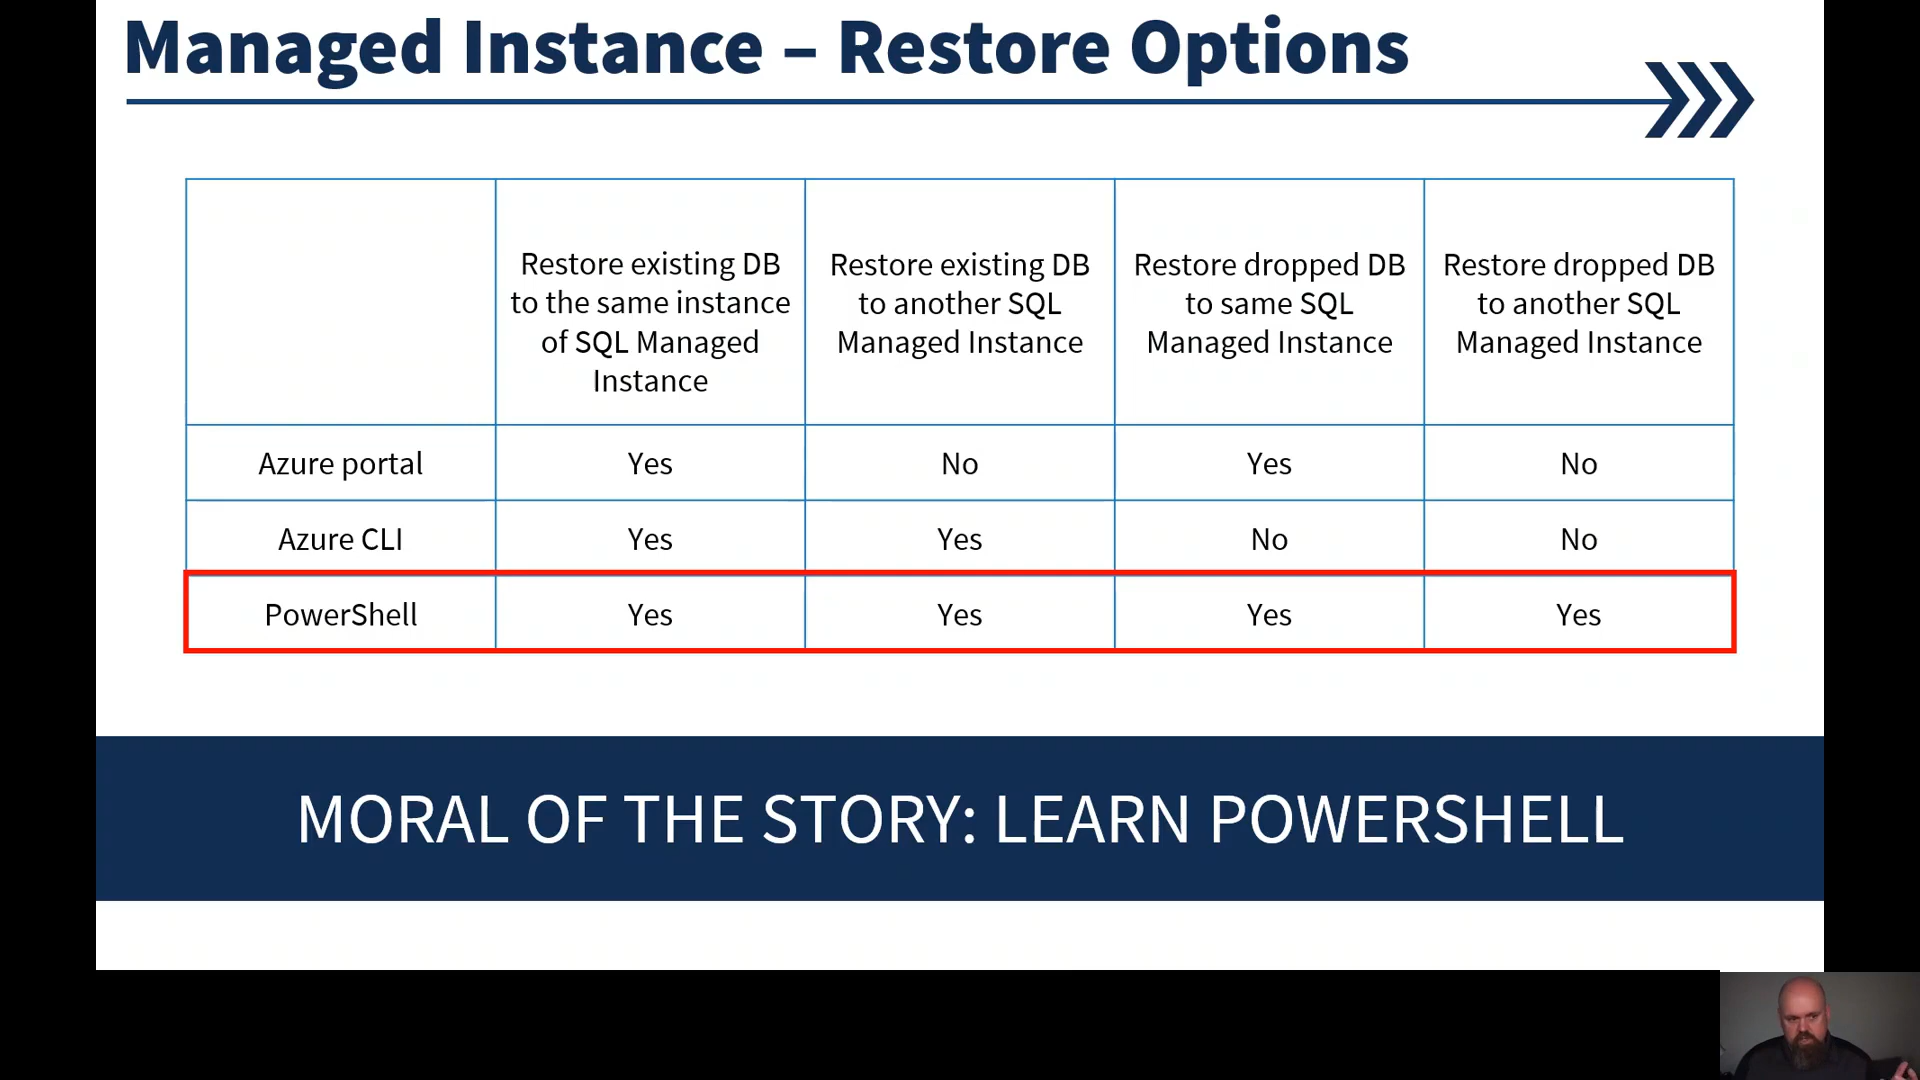 Managed Instance – Restore Options
Restore existing DB
to the same instance
of SQL Managed
Instance
Restore existing DB
to another SQL
Managed Instance
Restore dropped DB
to same SQL
Managed Instance
Restore dropped DB
to another SQL
Managed Instance
Azure portal Yes No Yes No
Azure CLI Yes Yes No No
PowerShell Yes Yes Yes Yes
MORAL OF THE STORY: LEARN POWERSHELL